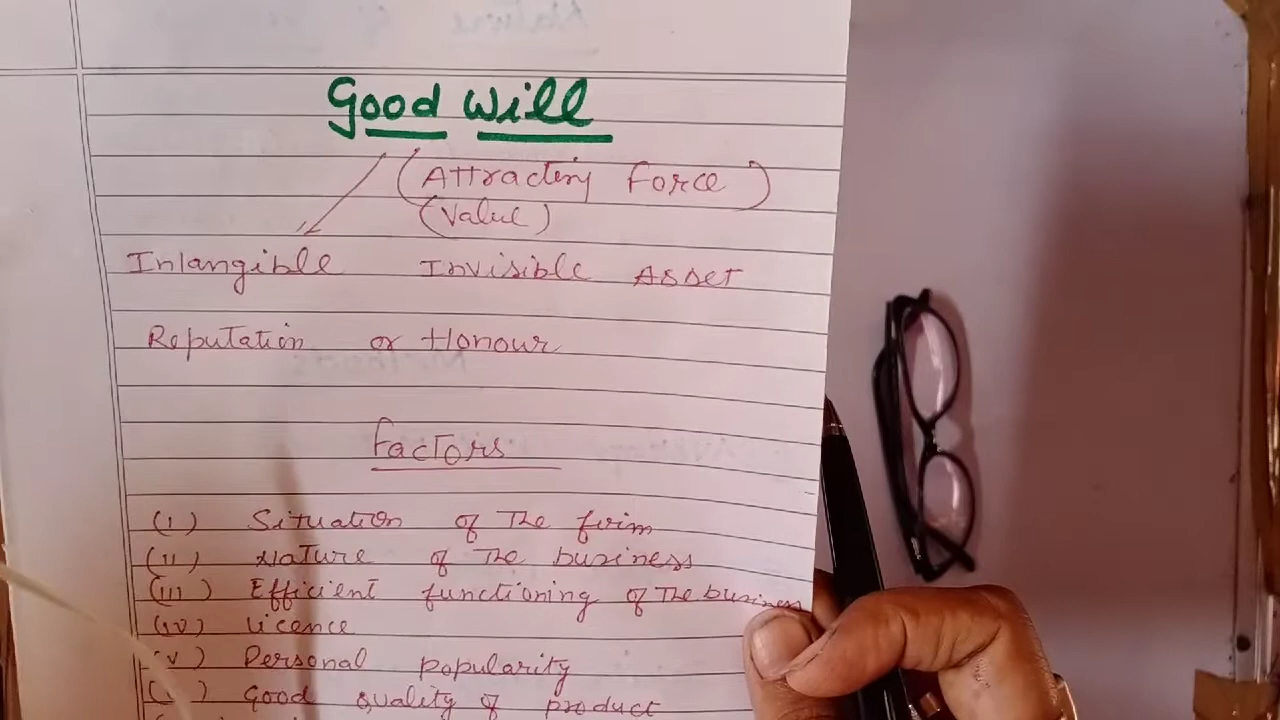 Good Will
(Attracting Force)
(Value)
Intangible Invisible Asset
Reputation or Honour
Factors
(i) Situation of The firm
(ii) Nature of The business
(iii) Efficient functioning of The business
(iv) Licence
(v) Personal popularity
(vi) Good quality of product